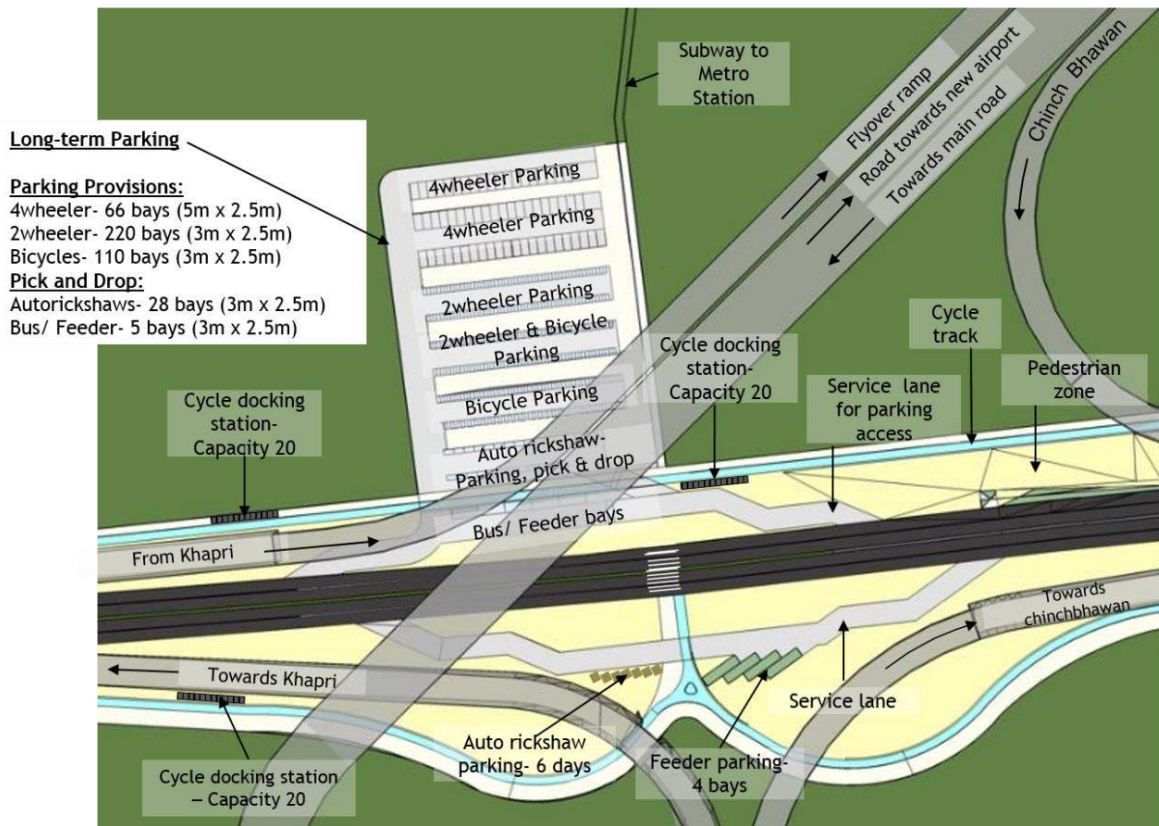 Subway to
Metro
Station
Flyover ramp
Road towards new airport
Towards main road
Chinch Bhawan
Long-term Parking
Parking Provisions:
4wheeler- 66 bays (5m x 2.5m)
2wheeler- 220 bays (3m x 2.5m)
Bicycles- 110 bays (3m x 2.5m)
Pick and Drop:
Autorickshaws- 28 bays (3m x 2.5m)
Bus/ Feeder- 5 bays (3m x 2.5m)
4wheeler Parking
4wheeler Parking
2wheeler Parking
2wheeler & Bicycle
Parking
Bicycle Parking
Auto rickshaw-
Parking, pick & drop
Bus/ Feeder bays
Cycle docking
station-
Capacity 20
Cycle docking
station-
Capacity 20
Service lane
for parking
access
Cycle
track
Pedestrian
zone
From Khapri
Towards
chinchbhawan
Towards Khapri
Service lane
Auto rickshaw
parking- 6 days
Feeder parking-
4 bays
Cycle docking station
– Capacity 20